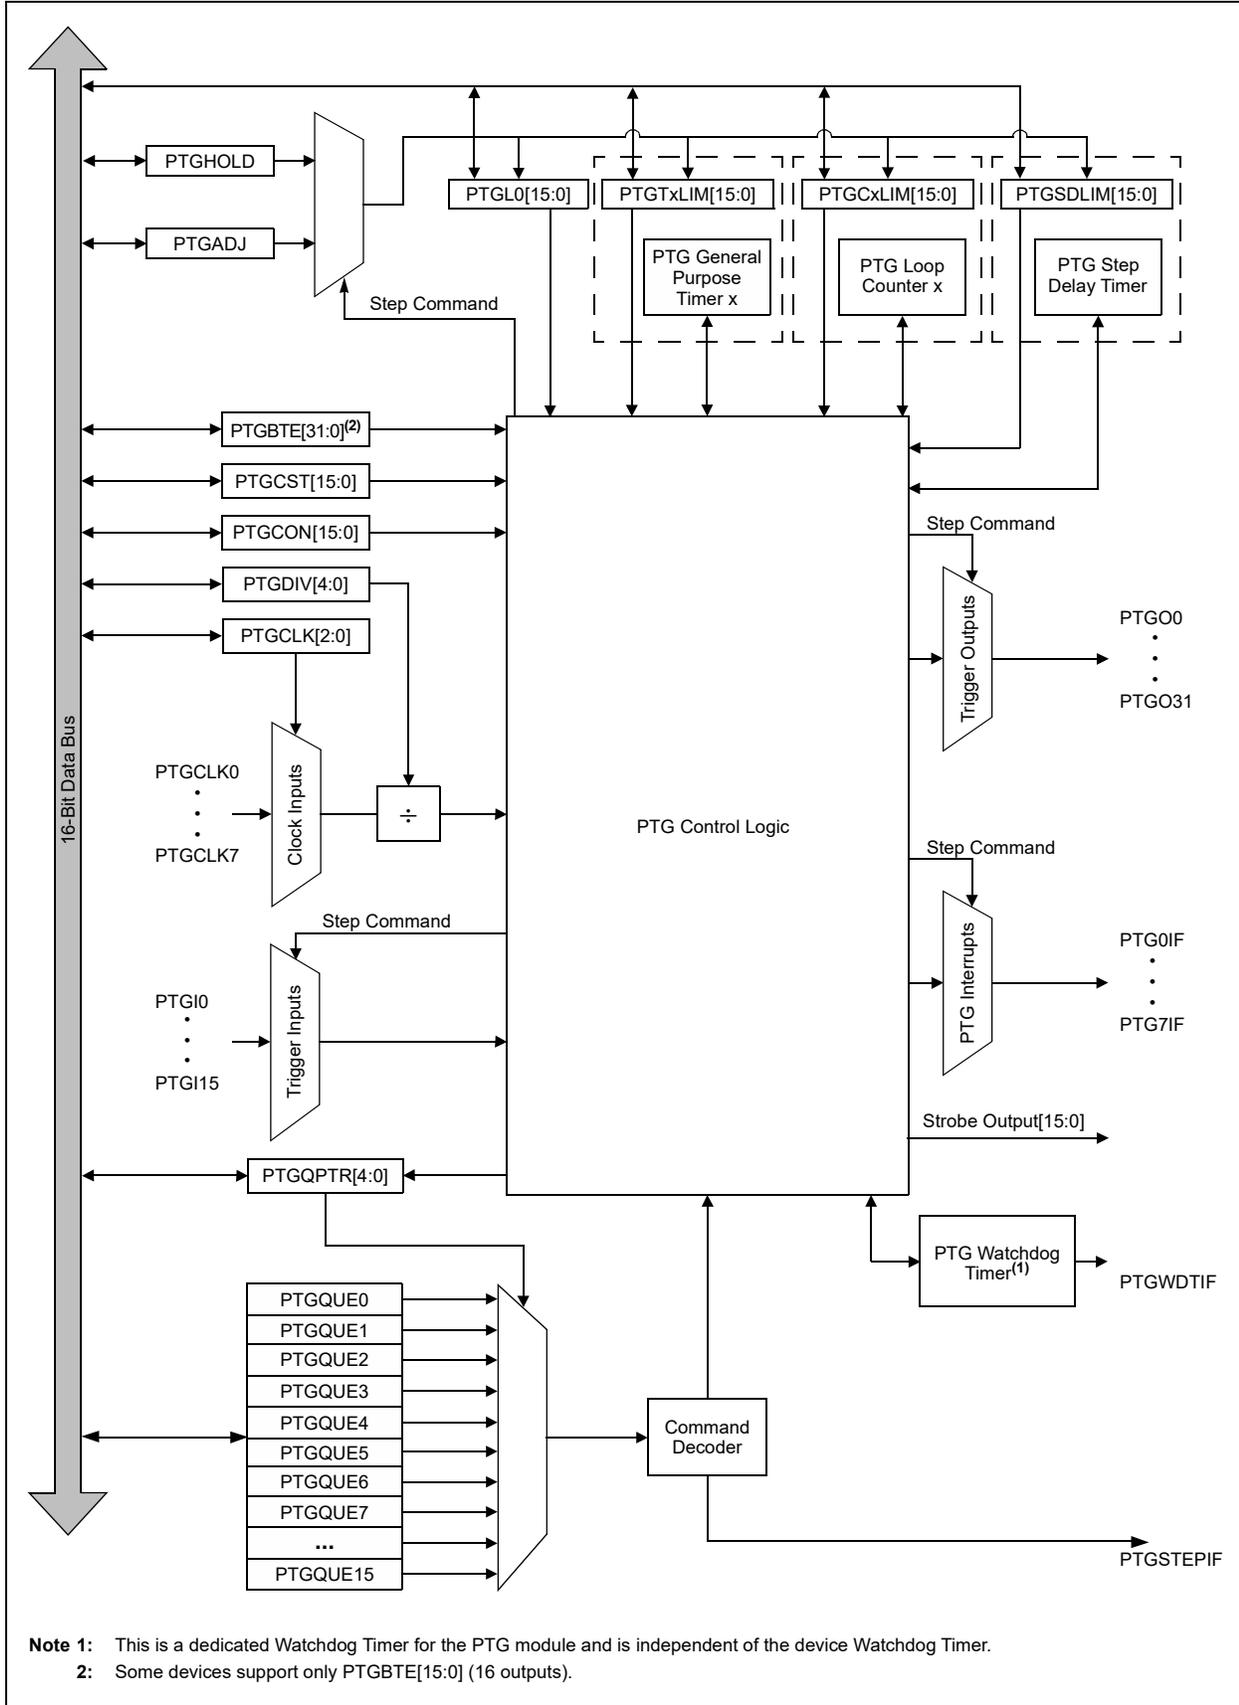 PTGHOLD
PTGADJ
PTGL0[15:0]
PTGTxLIM[15:0]
PTGCxLIM[15:0]
PTGSDLIM[15:0]
PTG General
Purpose
Timer x
PTG Loop
Counter x
PTG Step
Delay Timer
Step Command
PTGBTE[31:0](2)
PTGCST[15:0]
PTGCON[15:0]
PTGDIV[4:0]
PTGCLK[2:0]
16-Bit Data Bus
PTGCLK0
PTGCLK7
Clock Inputs
÷
PTG Control Logic
Step Command
Trigger Outputs
PTGO0
PTGO31
Step Command
PTG Interrupts
PTG0IF
PTG7IF
Step Command
PTGI0
PTGI15
Trigger Inputs
Strobe Output[15:0]
PTGQPTR[4:0]
PTG Watchdog
Timer(1)
PTGWDTIF
PTGQUE0
PTGQUE1
PTGQUE2
PTGQUE3
PTGQUE4
PTGQUE5
PTGQUE6
PTGQUE7
...
PTGQUE15
Command
Decoder
PTGSTEPIF
Note 1: This is a dedicated Watchdog Timer for the PTG module and is independent of the device Watchdog Timer.
2: Some devices support only PTGBTE[15:0] (16 outputs).